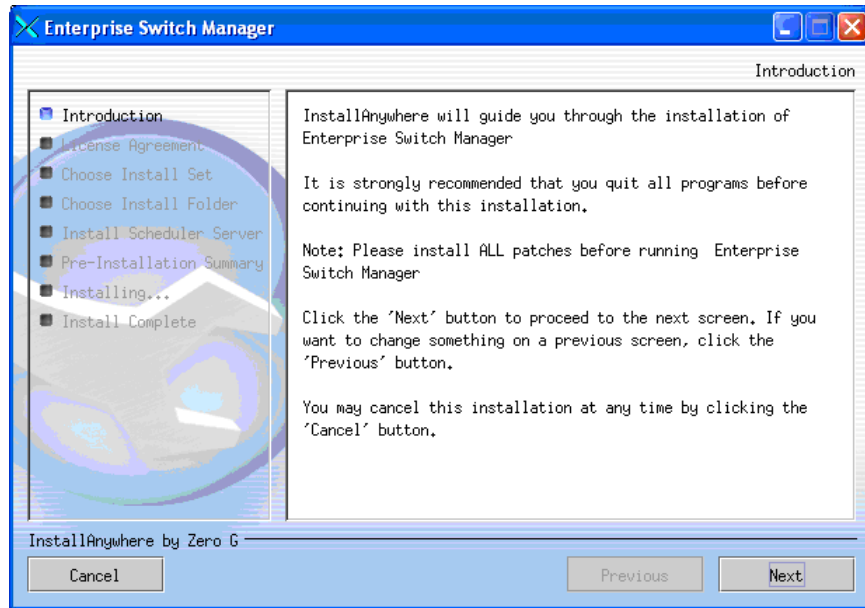 Enterprise Switch Manager
Introduction
Introduction
License Agreement
Choose Install Set
Choose Install Folder
Install Scheduler Server
Pre-Installation Summary
Installing...
Install Complete
InstallAnywhere will guide you through the installation of
Enterprise Switch Manager
It is strongly recommended that you quit all programs before
continuing with this installation.
Note: Please install ALL patches before running  Enterprise
Switch Manager
Click the 'Next' button to proceed to the next screen. If you
want to change something on a previous screen, click the
'Previous' button.
You may cancel this installation at any time by clicking the
'Cancel' button.
InstallAnywhere by Zero G
Cancel
Previous
Next